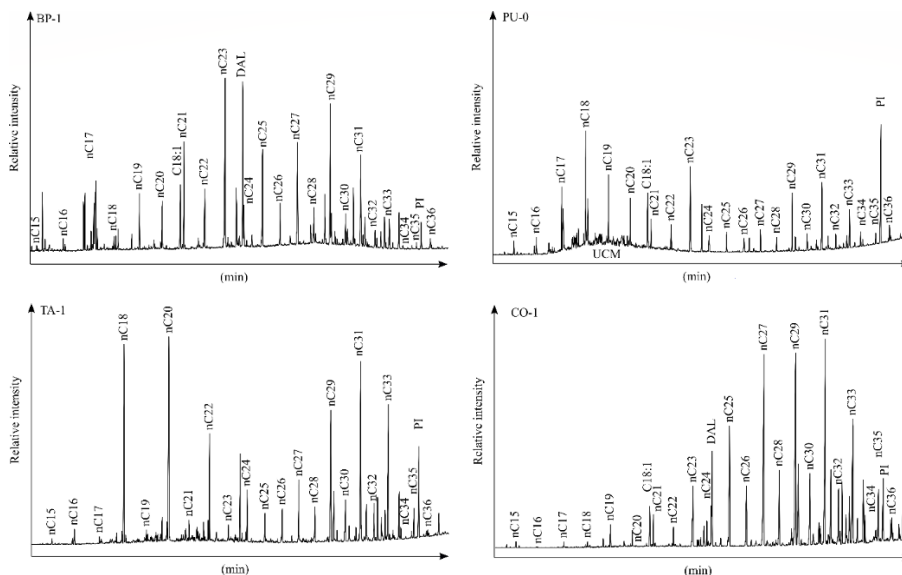 BP-1
Relative intensity
nC15
nC16
nC17
nC18
nC19
nC20
C18:1
nC21
nC22
nC23
DAL
nC24
nC25
nC26
nC27
nC28
nC29
nC30
nC31
nC32
nC33
nC34
nC35
PI
nC36
(min)
PU-0
Relative intensity
nC15
nC16
nC17
nC18
UCM
nC19
nC20
C18:1
nC21
nC22
nC23
nC24
nC25
nC26
nC27
nC28
nC29
nC30
nC31
nC32
nC33
nC34
nC35
PI
nC36
(min)
TA-1
Relative intensity
nC15
nC16
nC17
nC18
nC19
nC20
nC21
nC22
nC23
nC24
nC25
nC26
nC27
nC28
nC29
nC30
nC31
nC32
nC33
nC34
nC35
PI
nC36
(min)
CO-1
Relative intensity
nC15
nC16
nC17
nC18
nC19
nC20
C18:1
nC21
nC22
nC23
nC24
DAL
nC25
nC26
nC27
nC28
nC29
nC30
nC31
nC32
nC33
nC34
nC35
PI
nC36
(min)